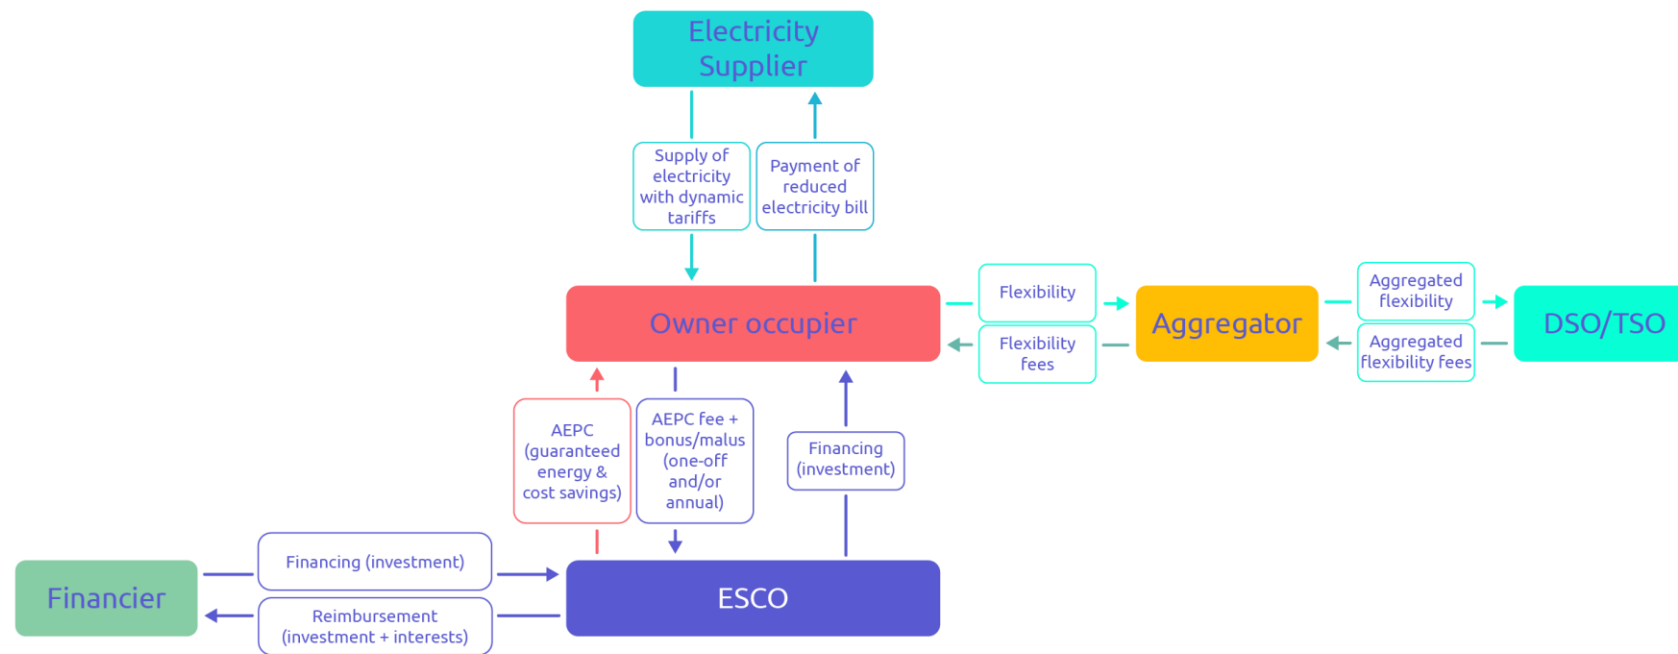 Electricity
Supplier
Supply of
electricity
with dynamic
tariffs
Payment of
reduced
electricity bill
Owner occupier
Flexibility
Flexibility
fees
Aggregator
Aggregated
flexibility
Aggregated
flexibility fees
DSO/TSO
AEPC
(guaranteed
energy &
cost savings)
AEPC fee +
bonus/malus
(one-off
and/or
annual)
Financing
(investment)
Financier
Financing (investment)
Reimbursement
(investment + interests)
ESCO